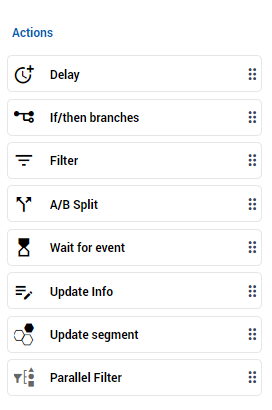 Actions
Delay
If/then branches
Filter
A/B Split
Wait for event
Update Info
Update segment
Parallel Filter